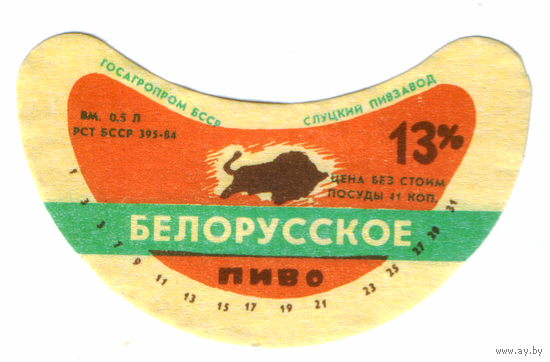 ГОСАГРОПРОМ БССР
СЛУЦКИЙ ПИВЗАВОД
ВМ. 0,5 Л
РСТ БССР 395-84
13%
ЦЕНА БЕЗ СТОИМ
ПОСУДЫ 41 КОП.
БЕЛОРУССКОЕ
ПИВО
1 3 5 7 9 11 13 15 17 19 21 23 25 27 29 31
www.ay.by